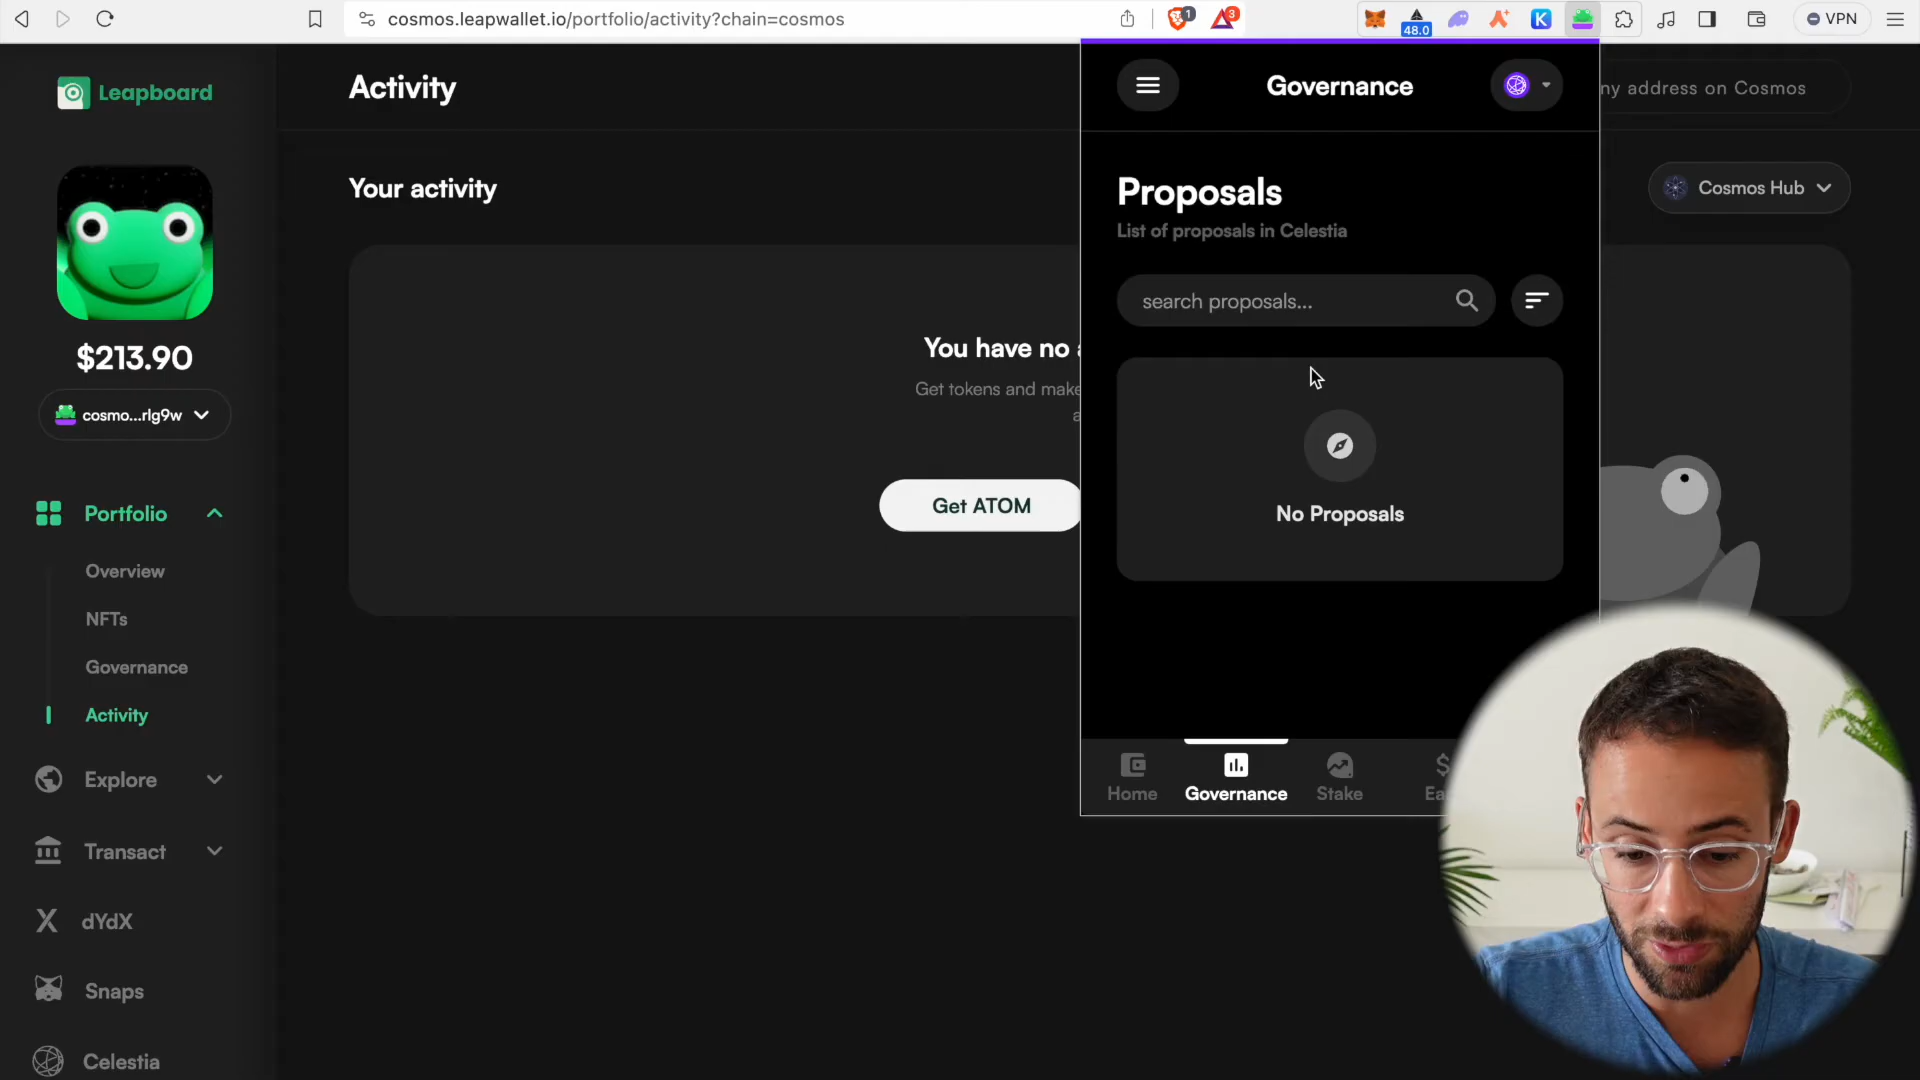 cosmos.leapwallet.io/portfolio/activity?chain=cosmos
1
3
48.0
K
VPN
Leapboard
Activity
ny address on Cosmos
$213.90
cosmo...rlg9w
Your activity
Cosmos Hub
You have no
Get tokens and make
Get ATOM
Portfolio
Overview
NFTs
Governance
Activity
Explore
Transact
dYdX
Snaps
Celestia
Governance
Proposals
List of proposals in Celestia
search proposals...
No Proposals
Home
Governance
Stake
Ea